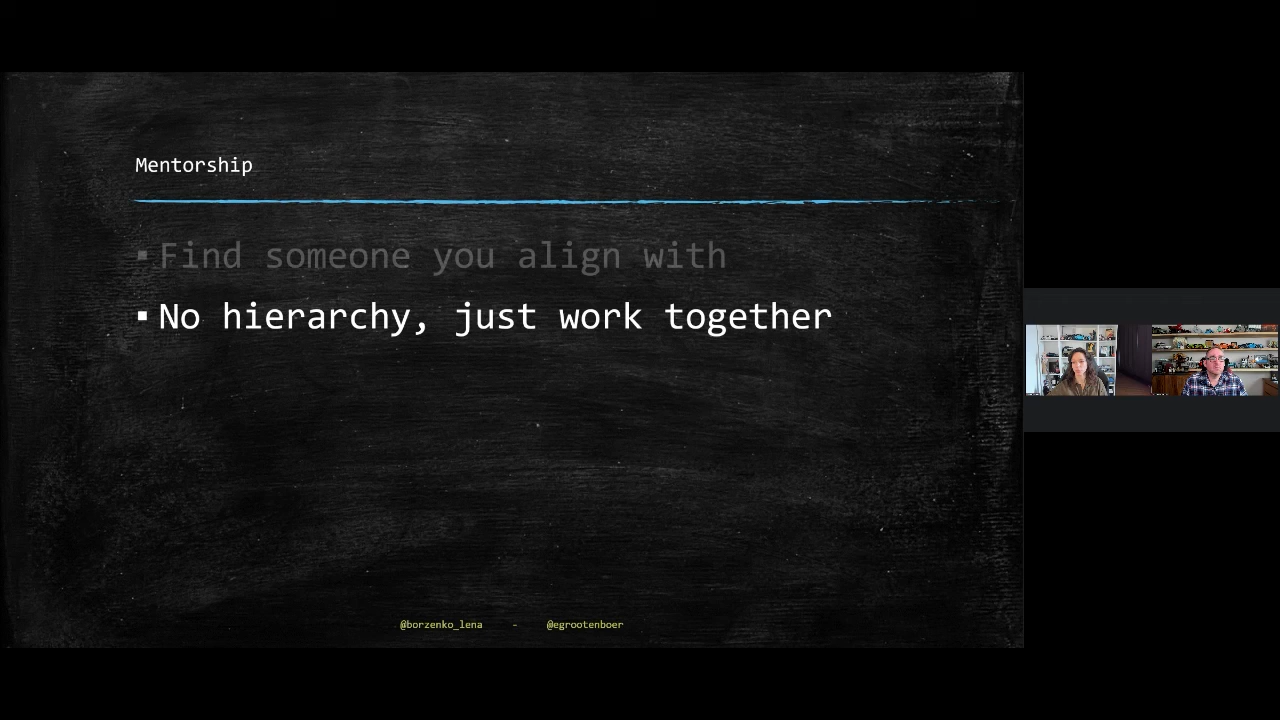 Mentorship
▪ Find someone you align with
▪ No hierarchy, just work together
@borzenko_lena - @egrootenboer